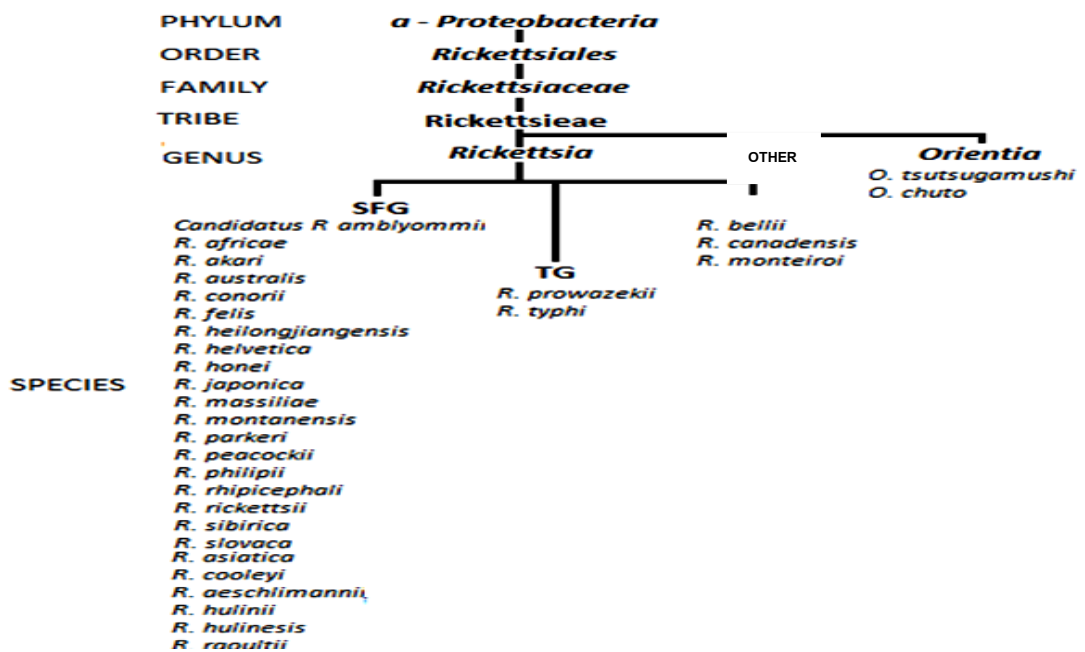 PHYLUM a - Proteobacteria
ORDER Rickettsiales
FAMILY Rickettsiaceae
TRIBE Rickettsieae
GENUS Rickettsia OTHER Orientia
O. tsutsugamushi
O. chuto
SFG
Candidatus R amblyommii
R. africae
R. akari
R. australis
R. conorii
R. felis
R. heilongjiangensis
R. helvetica
R. honei
R. japonica
R. massiliae
R. montanensis
R. parkeri
R. peacockii
R. philipii
R. rhipicephali
R. rickettsii
R. sibirica
R. slovaca
R. asiatica
R. cooleyi
R. aeschlimannii
R. hulinii
R. hulinesis
R. raoultii
TG
R. prowazekii
R. typhi
R. bellii
R. canadensis
R. monteiroi
SPECIES